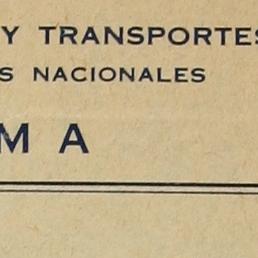 Y TRANSPORTES
S NACIONALES
M A